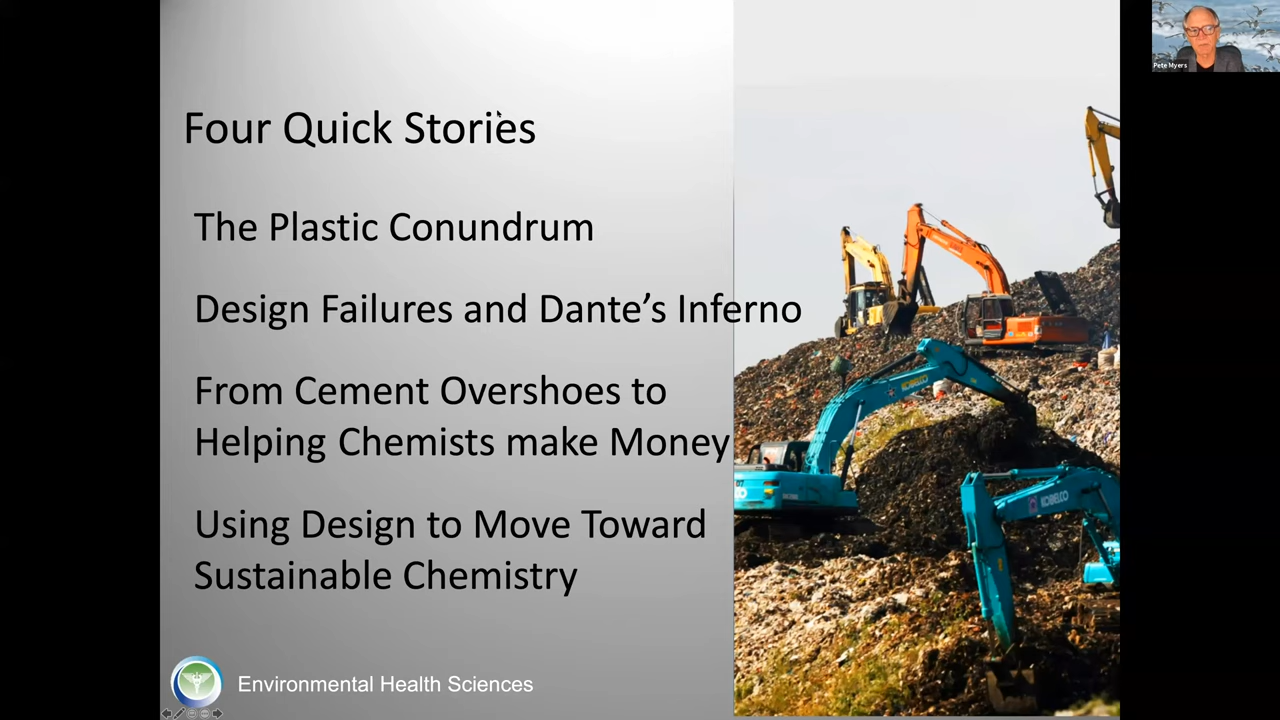 Four Quick Stories
The Plastic Conundrum
Design Failures and Dante’s Inferno
From Cement Overshoes to
Helping Chemists make Money
Using Design to Move Toward
Sustainable Chemistry
Environmental Health Sciences
Pete Myers
KOBELCO
KOBELCO